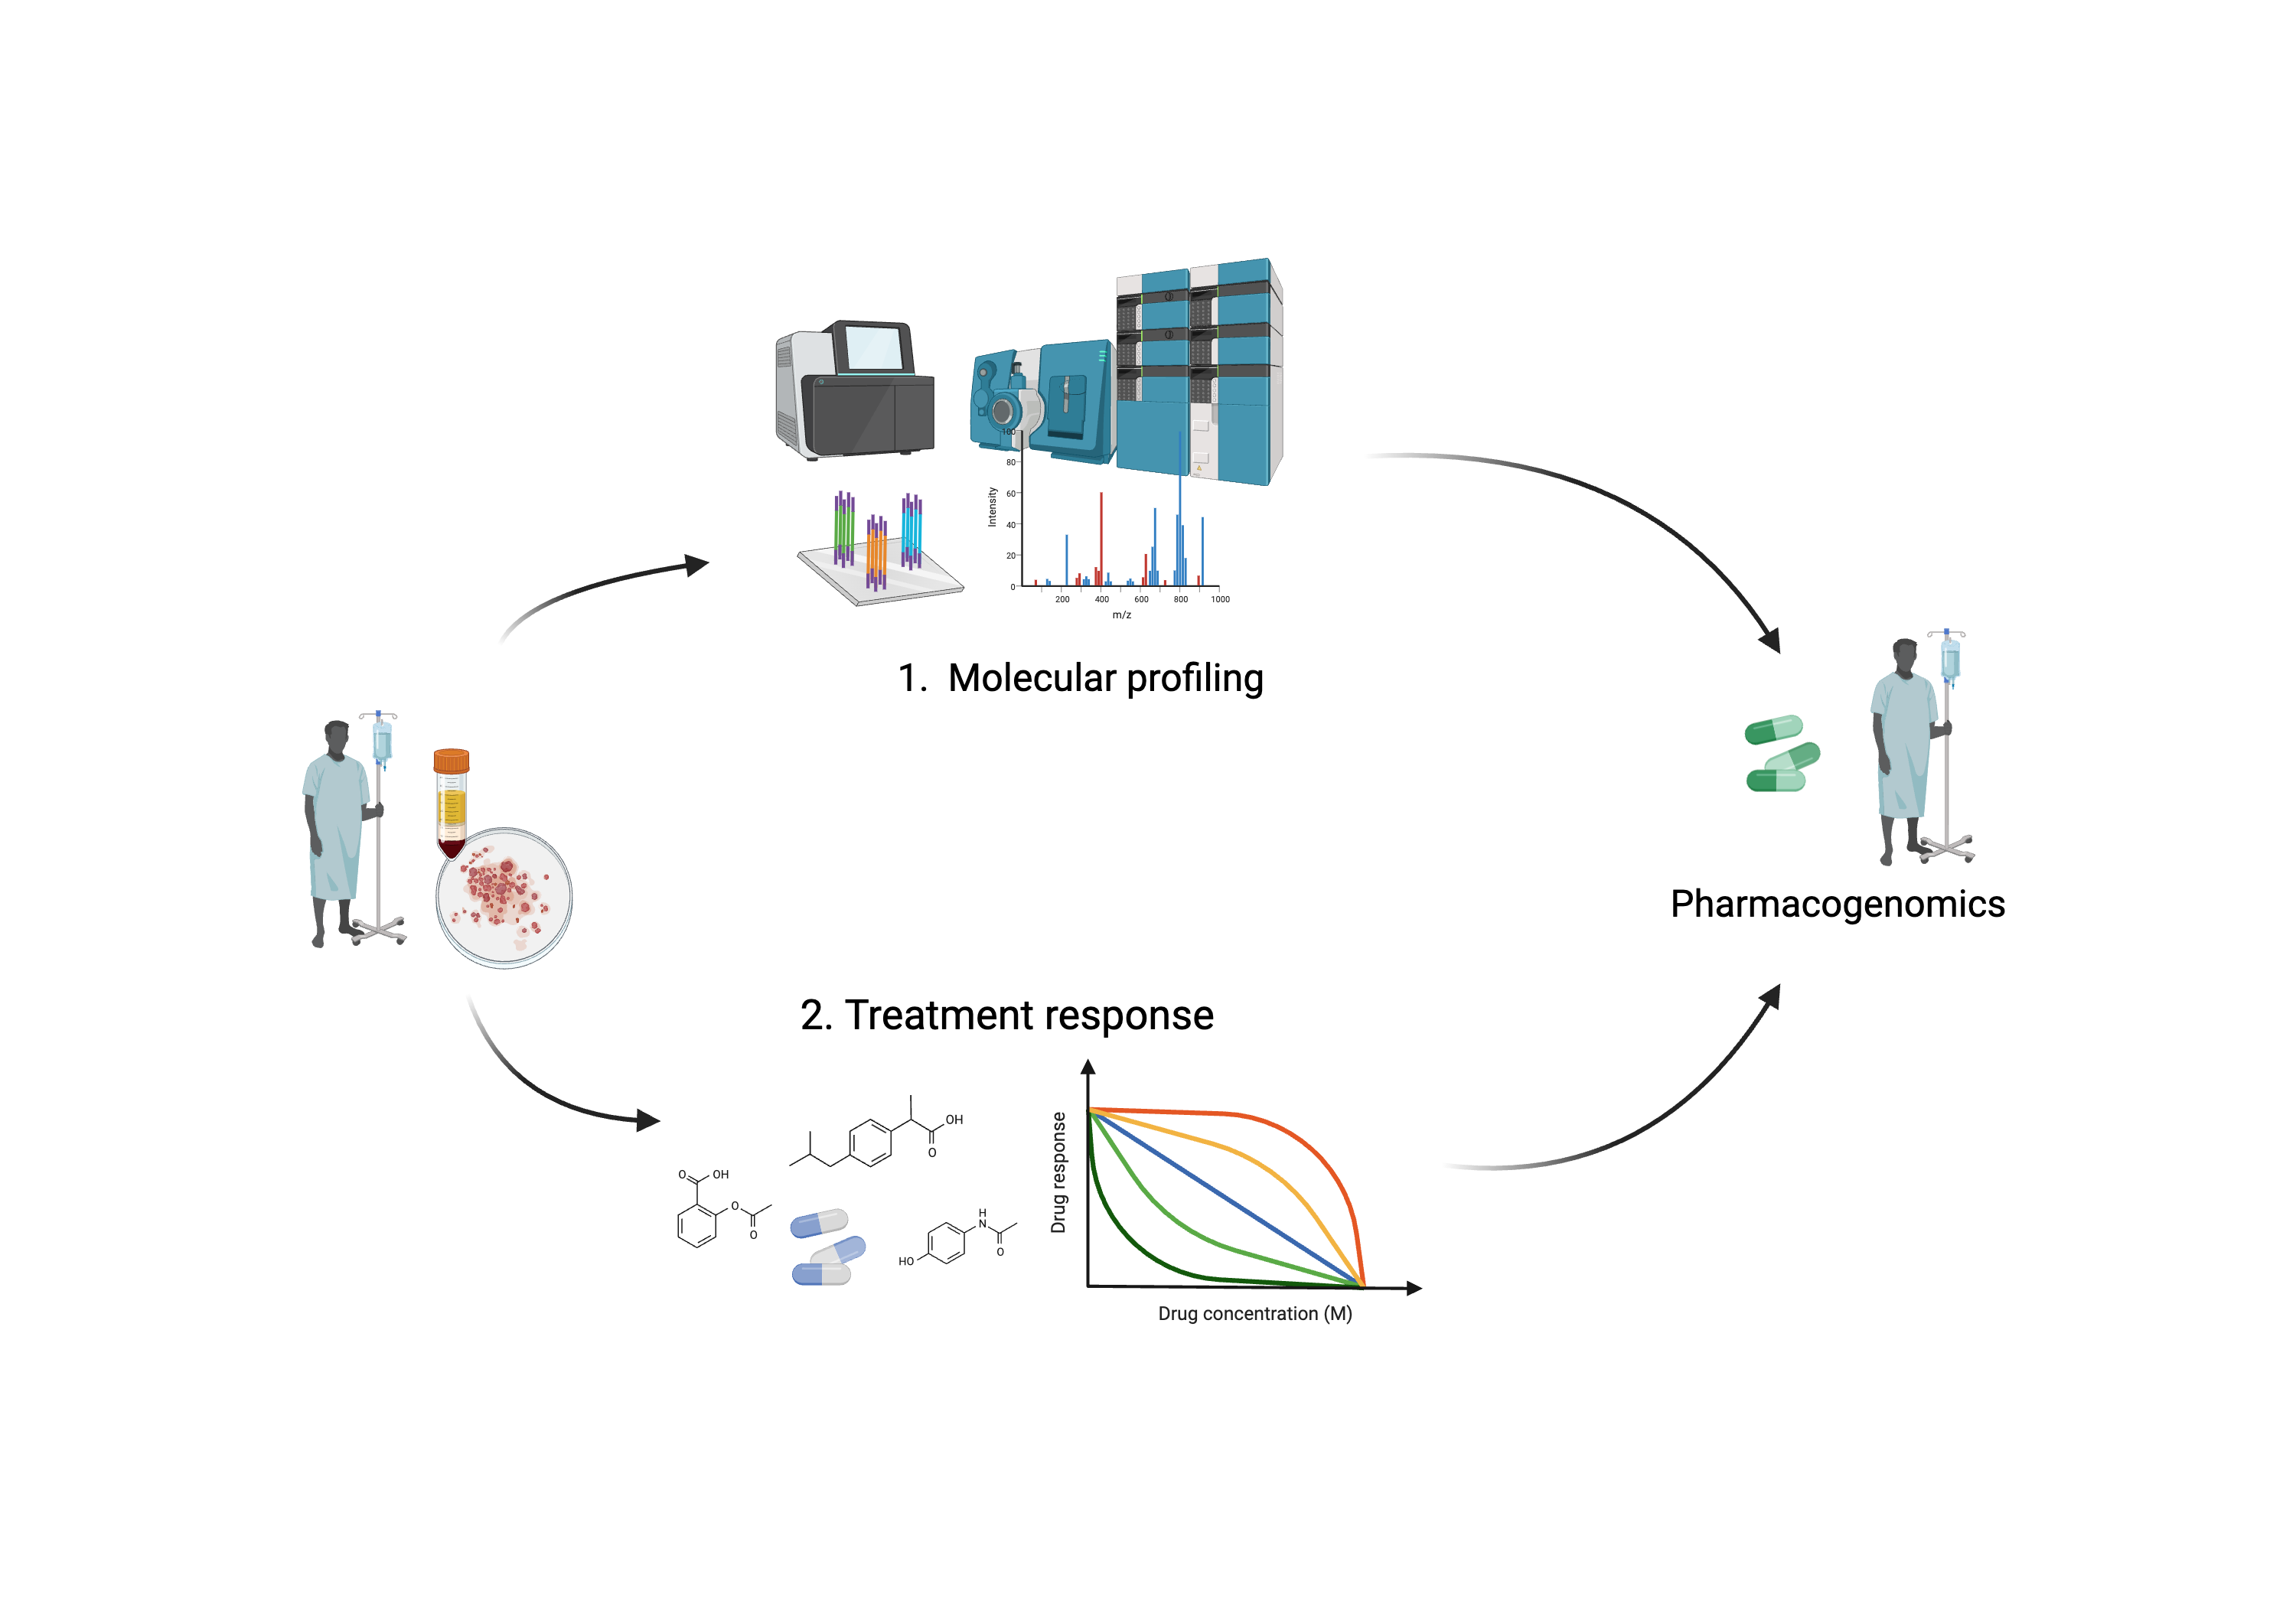 100
80
60
40
20
0
Intensity
200 400 600 800 1000
m/z
1. Molecular profiling
Pharmacogenomics
2. Treatment response
OH
O
O OH
O
O
H
N
O
HO
Drug response
Drug concentration (M)